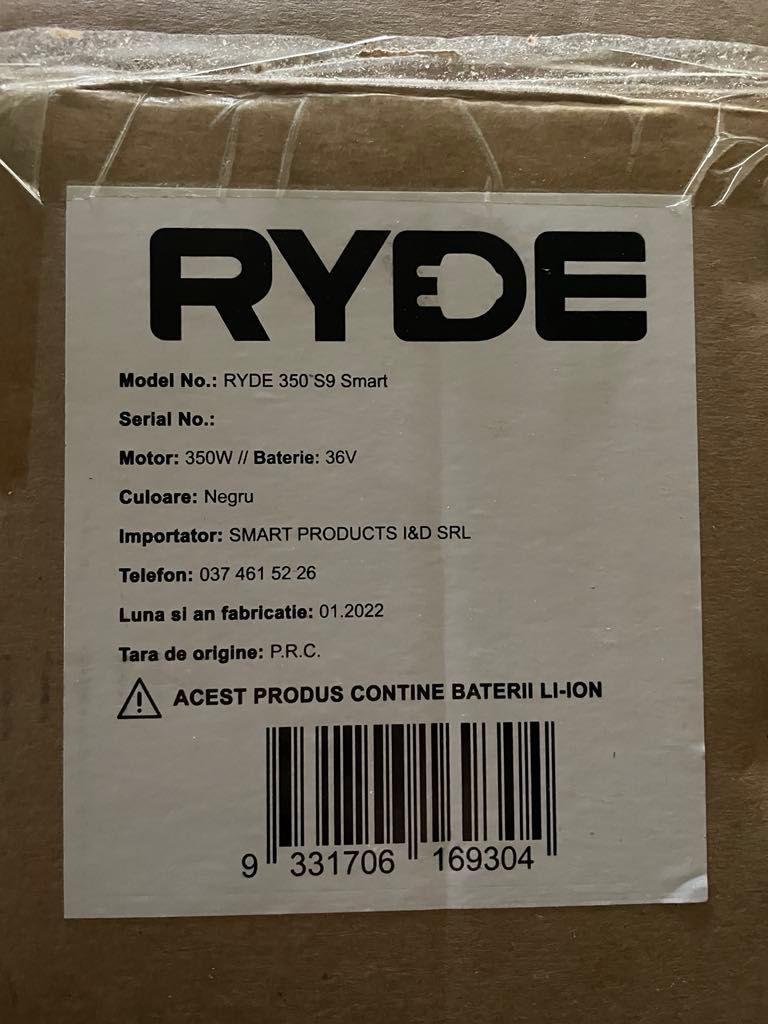 RYDE
Model No.: RYDE 350 S9 Smart
Serial No.:
Motor: 350W // Baterie: 36V
Culoare: Negru
Importator: SMART PRODUCTS I&D SRL
Telefon: 037 461 52 26
Luna si an fabricatie: 01.2022
Tara de origine: P.R.C.
ACEST PRODUS CONTINE BATERII LI-ION
9 331706 169304